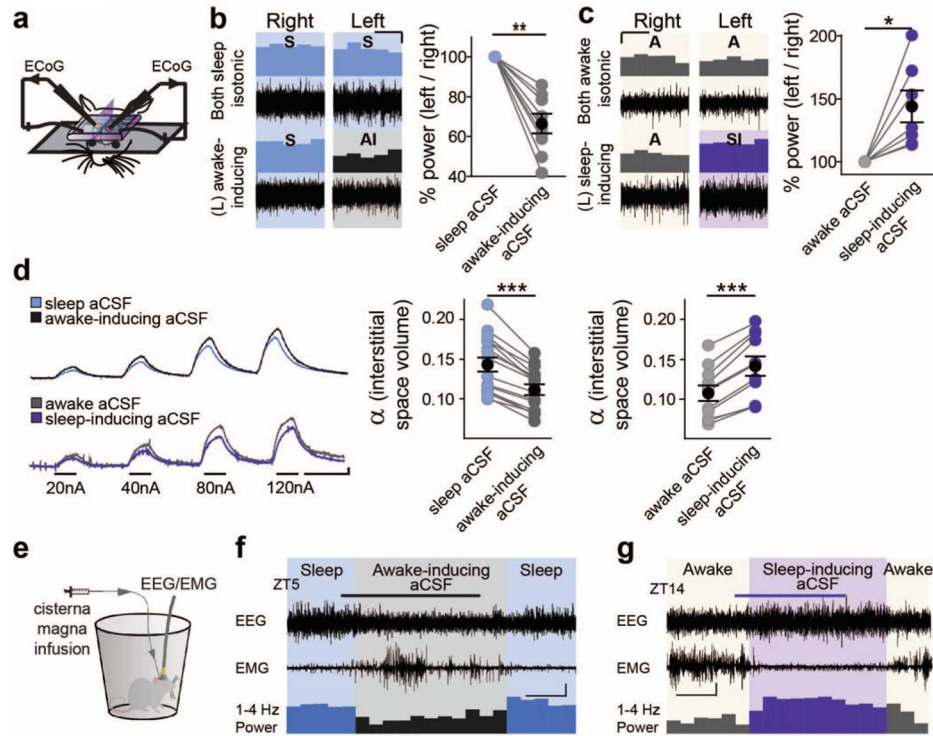 a
ECoG
ECoG
b
Right
Left
Both sleep
isotonic
S
S
(L) awake-
inducing
S
AI
**
% power (left / right)
100
80
60
40
sleep aCSF
awake-inducing
aCSF
c
Right
Left
Both awake
isotonic
A
A
(L) sleep-
inducing
A
SI
*
% power (left / right)
200
150
100
awake aCSF
sleep-inducing
aCSF
d
sleep aCSF
awake-inducing aCSF
awake aCSF
sleep-inducing aCSF
20nA
40nA
80nA
120nA
***
α (interstitial
space volume)
0.20
0.15
0.10
sleep aCSF
awake-inducing
aCSF
***
α (interstitial
space volume)
0.20
0.15
0.10
awake aCSF
sleep-inducing
aCSF
e
EEG/EMG
cisterna
magna
infusion
f
Sleep
Awake-inducing
aCSF
Sleep
ZT5
EEG
EMG
1-4 Hz
Power
g
Awake
Sleep-inducing
aCSF
Awake
ZT14
EEG
EMG
1-4 Hz
Power